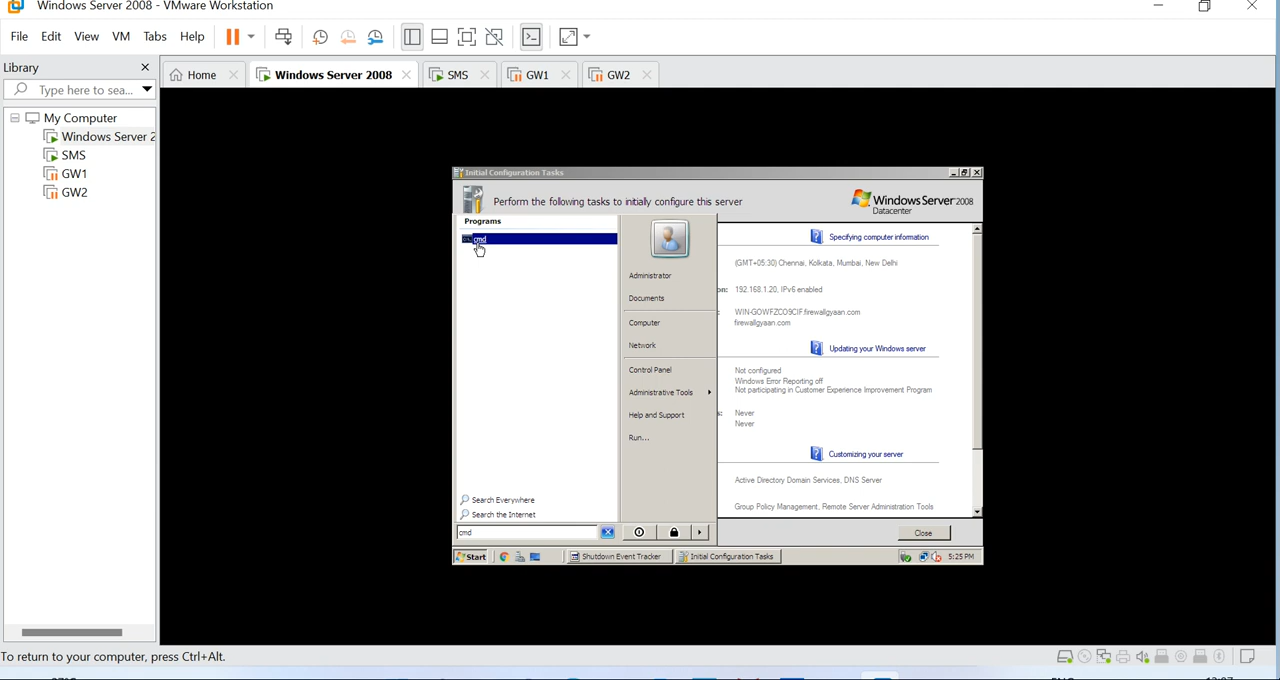 Windows Server 2008 - VMware Workstation
File Edit View VM Tabs Help
Library
Type here to sea...
Home
Windows Server 2008
SMS
GW1
GW2
My Computer
Windows Server 2
SMS
GW1
GW2
Initial Configuration Tasks
Perform the following tasks to initially configure this server
Windows Server 2008
Datacenter
Programs
cmd
Administrator
Documents
Computer
Network
Control Panel
Administrative Tools
Help and Support
Run...
Search Everywhere
Search the Internet
cmd
Specifying computer information
(GMT+05:30) Chennai, Kolkata, Mumbai, New Delhi
on: 192.168.1.20, IPv6 enabled
: WIN-GOWFZCO9CIF.firewallgyaan.com
firewallgyaan.com
Updating your Windows server
Not configured
Windows Error Reporting off
Not participating in Customer Experience Improvement Program
s: Never
Never
Customizing your server
Active Directory Domain Services, DNS Server
Group Policy Management, Remote Server Administration Tools
Close
Start
Shutdown Event Tracker
Initial Configuration Tasks
5:25 PM
To return to your computer, press Ctrl+Alt.